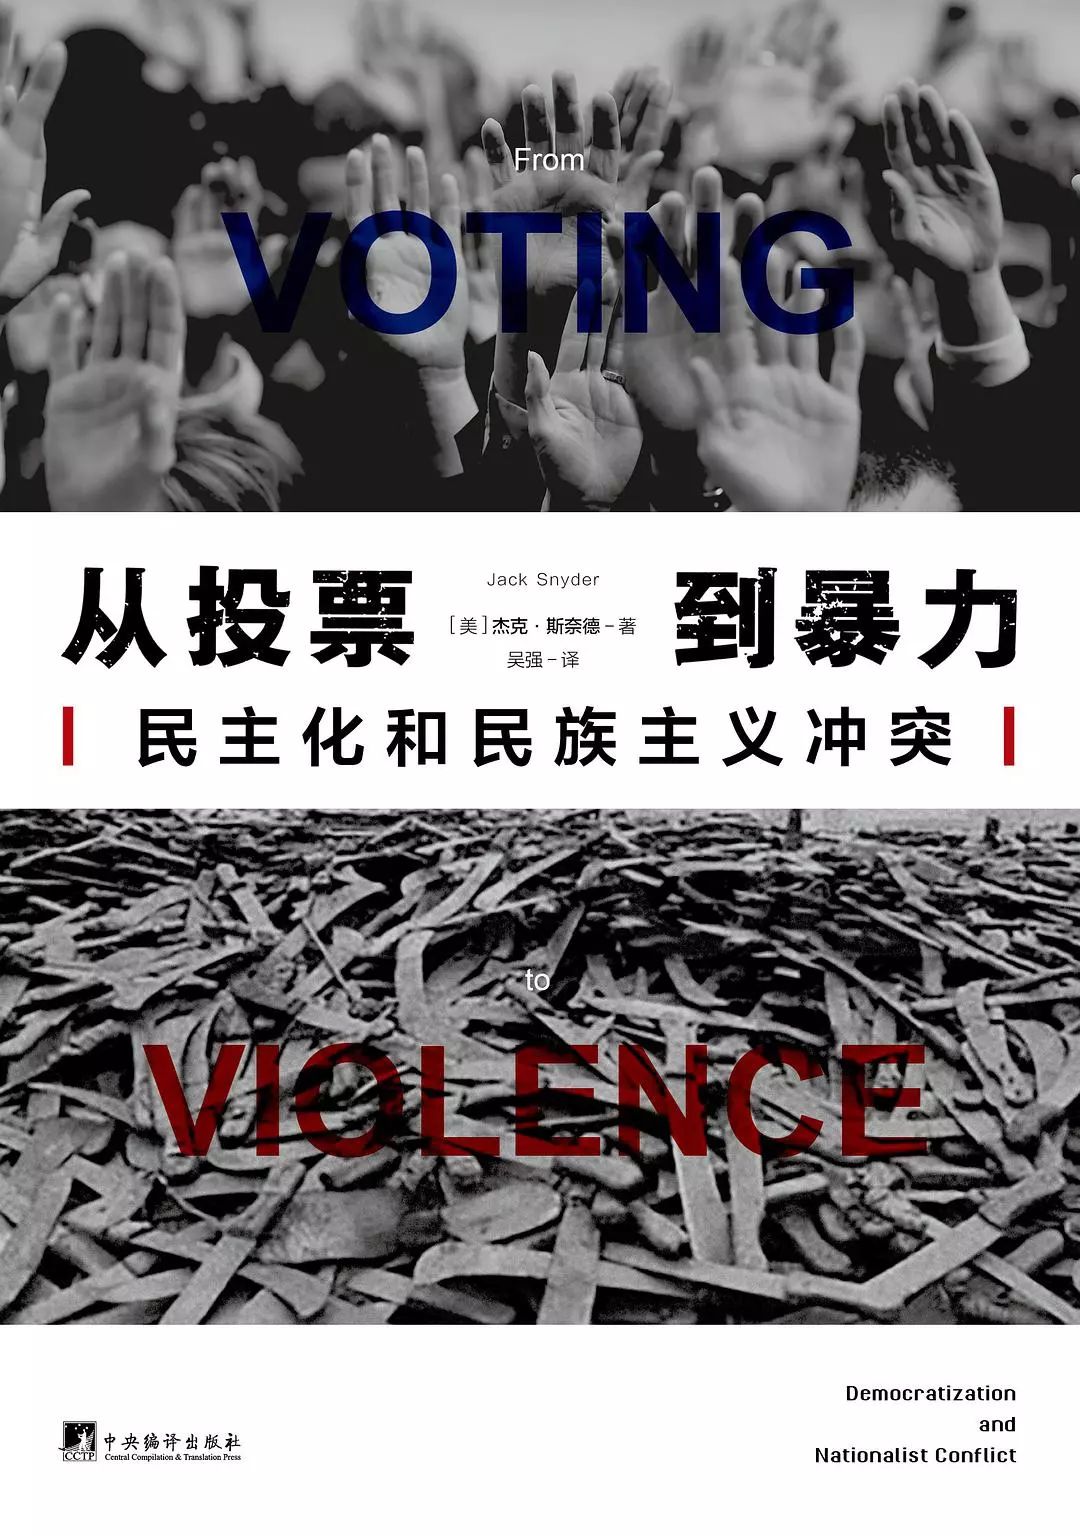 From
VOTING
从投票
Jack Snyder
[美]杰克·斯奈德－著
吴强－译
到暴力
民主化和民族主义冲突
to
VIOLENCE
Democratization
and
Nationalist Conflict
CCTP
中央编译出版社
Central Compilation & Translation Press